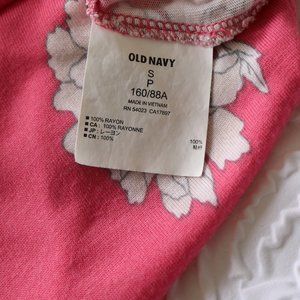 OLD NAVY
S
P
160/88A
MADE IN VIETNAM
RN 54023 CA17897
100% RAYON
CA : 100% RAYONNE
JP : レーヨン 100%
CN : 100%